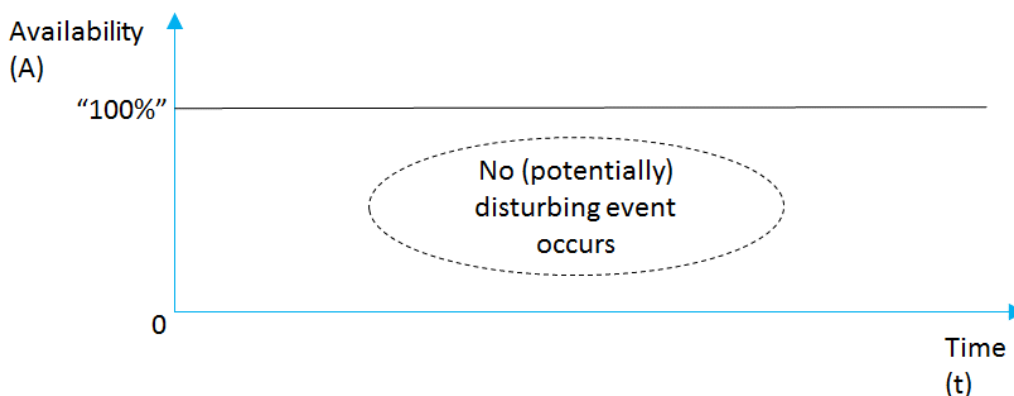 Availability
(A)
“100%”
No (potentially)
disturbing event
occurs
0
Time
(t)